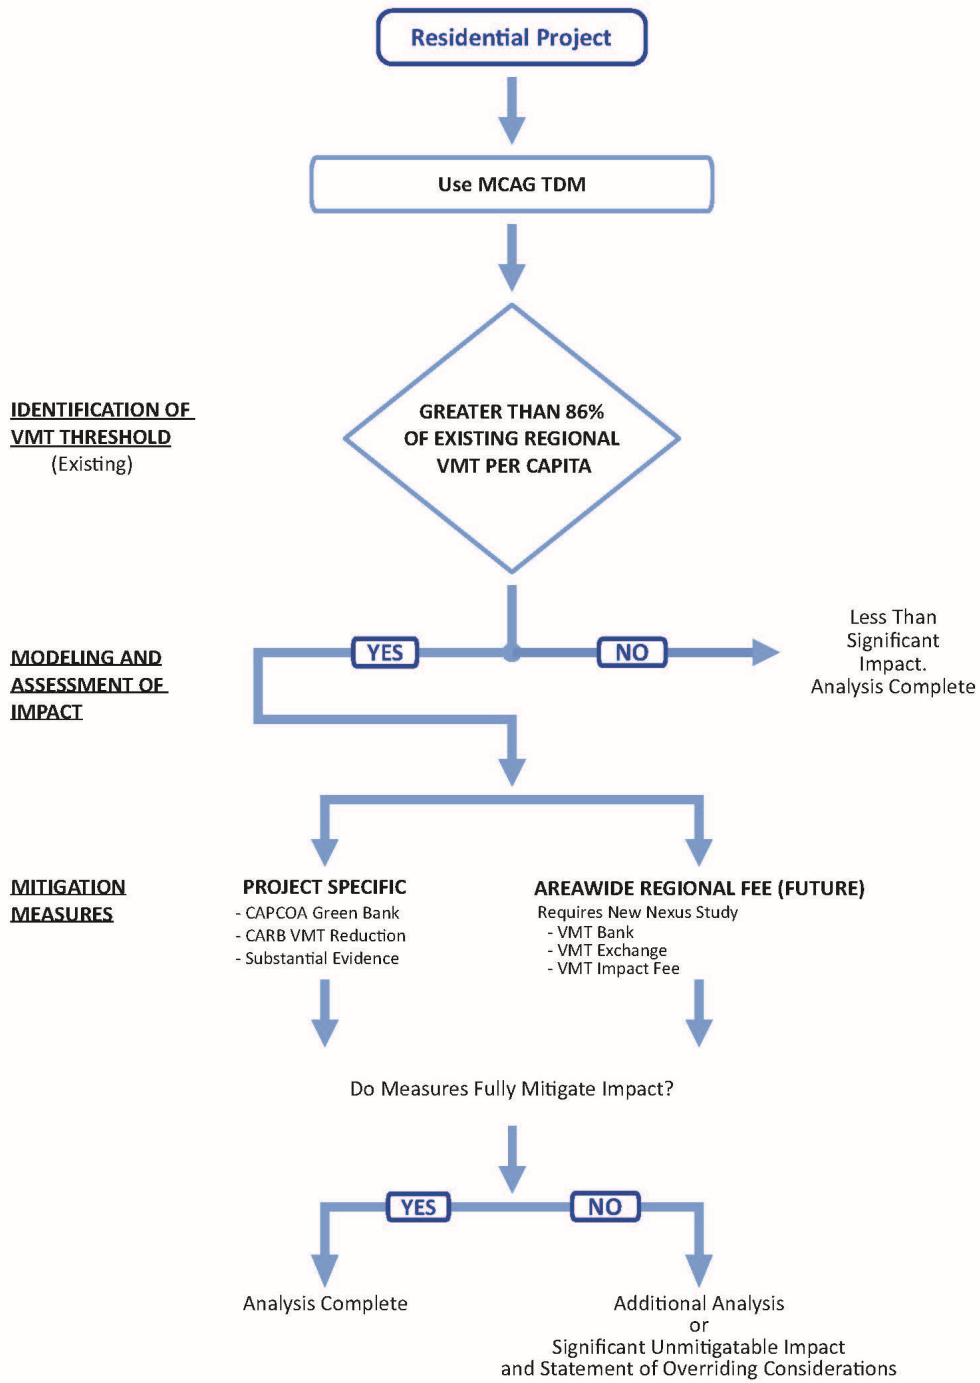 Residential Project
Use MCAG TDM
IDENTIFICATION OF
VMT THRESHOLD
(Existing)
GREATER THAN 86%
OF EXISTING REGIONAL
VMT PER CAPITA
MODELING AND
ASSESSMENT OF
IMPACT
YES
NO
Less Than
Significant
Impact.
Analysis Complete
MITIGATION
MEASURES
PROJECT SPECIFIC
- CAPCOA Green Bank
- CARB VMT Reduction
- Substantial Evidence
AREAWIDE REGIONAL FEE (FUTURE)
Requires New Nexus Study
- VMT Bank
- VMT Exchange
- VMT Impact Fee
Do Measures Fully Mitigate Impact?
YES
NO
Analysis Complete
Additional Analysis
or
Significant Unmitigatable Impact
and Statement of Overriding Considerations